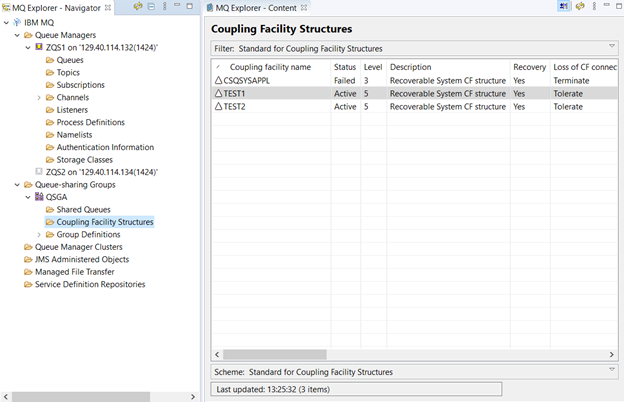 MQ Explorer - Navigator
IBM MQ
Queue Managers
ZQS1 on '129.40.114.132(1424)'
Queues
Topics
Subscriptions
Channels
Listeners
Process Definitions
Namelists
Authentication Information
Storage Classes
ZQS2 on '129.40.114.134(1424)'
Queue-sharing Groups
QSGA
Shared Queues
Coupling Facility Structures
Group Definitions
Queue Manager Clusters
JMS Administered Objects
Managed File Transfer
Service Definition Repositories
MQ Explorer - Content
Coupling Facility Structures
Filter: Standard for Coupling Facility Structures
Coupling facility name Status Level Description Recovery Loss of CF connect
CSQSYSAPPL Failed 3 Recoverable System CF structure Yes Terminate
TEST1 Active 5 Recoverable System CF structure Yes Tolerate
TEST2 Active 5 Recoverable System CF structure Yes Tolerate
Scheme: Standard for Coupling Facility Structures
Last updated: 13:25:32 (3 items)